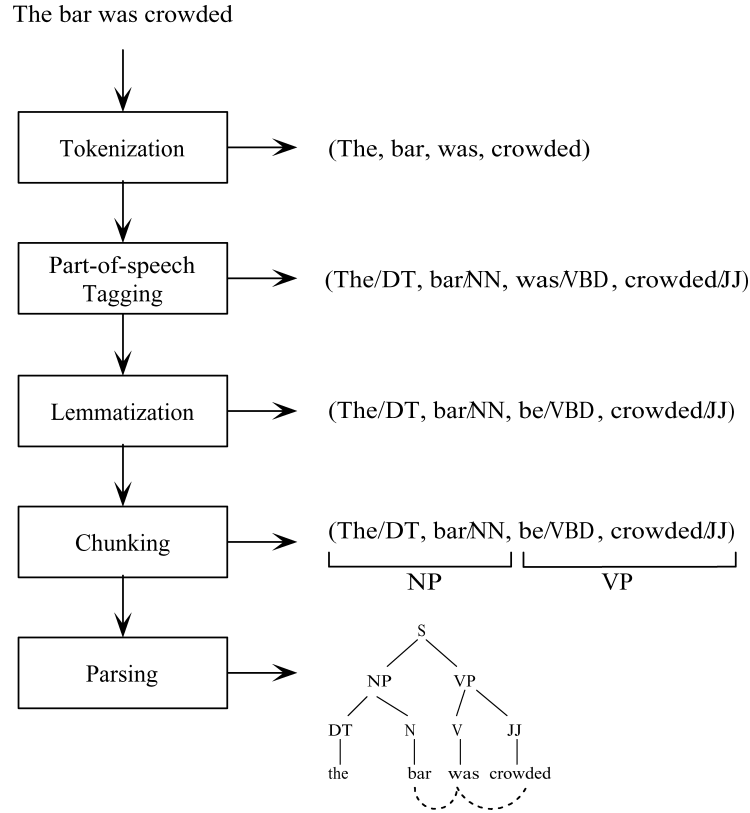 The bar was crowded
Tokenization
(The, bar, was, crowded)
Part-of-speech
Tagging
(The/DT, bar/NN, was/VBD, crowded/JJ)
Lemmatization
(The/DT, bar/NN, be/VBD, crowded/JJ)
Chunking
(The/DT, bar/NN, be/VBD, crowded/JJ)
NP VP
Parsing
S
NP VP
DT N V JJ
the bar was crowded